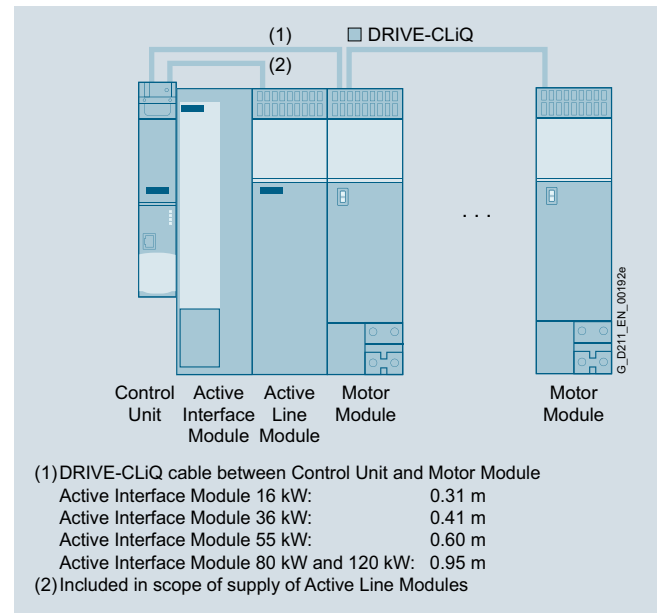 (1)
DRIVE-CLiQ
(2)
. . .
G_D211_EN_00192e
Control Unit
Active Interface Module
Active Line Module
Motor Module
Motor Module
(1) DRIVE-CLiQ cable between Control Unit and Motor Module
Active Interface Module 16 kW: 0.31 m
Active Interface Module 36 kW: 0.41 m
Active Interface Module 55 kW: 0.60 m
Active Interface Module 80 kW and 120 kW: 0.95 m
(2) Included in scope of supply of Active Line Modules